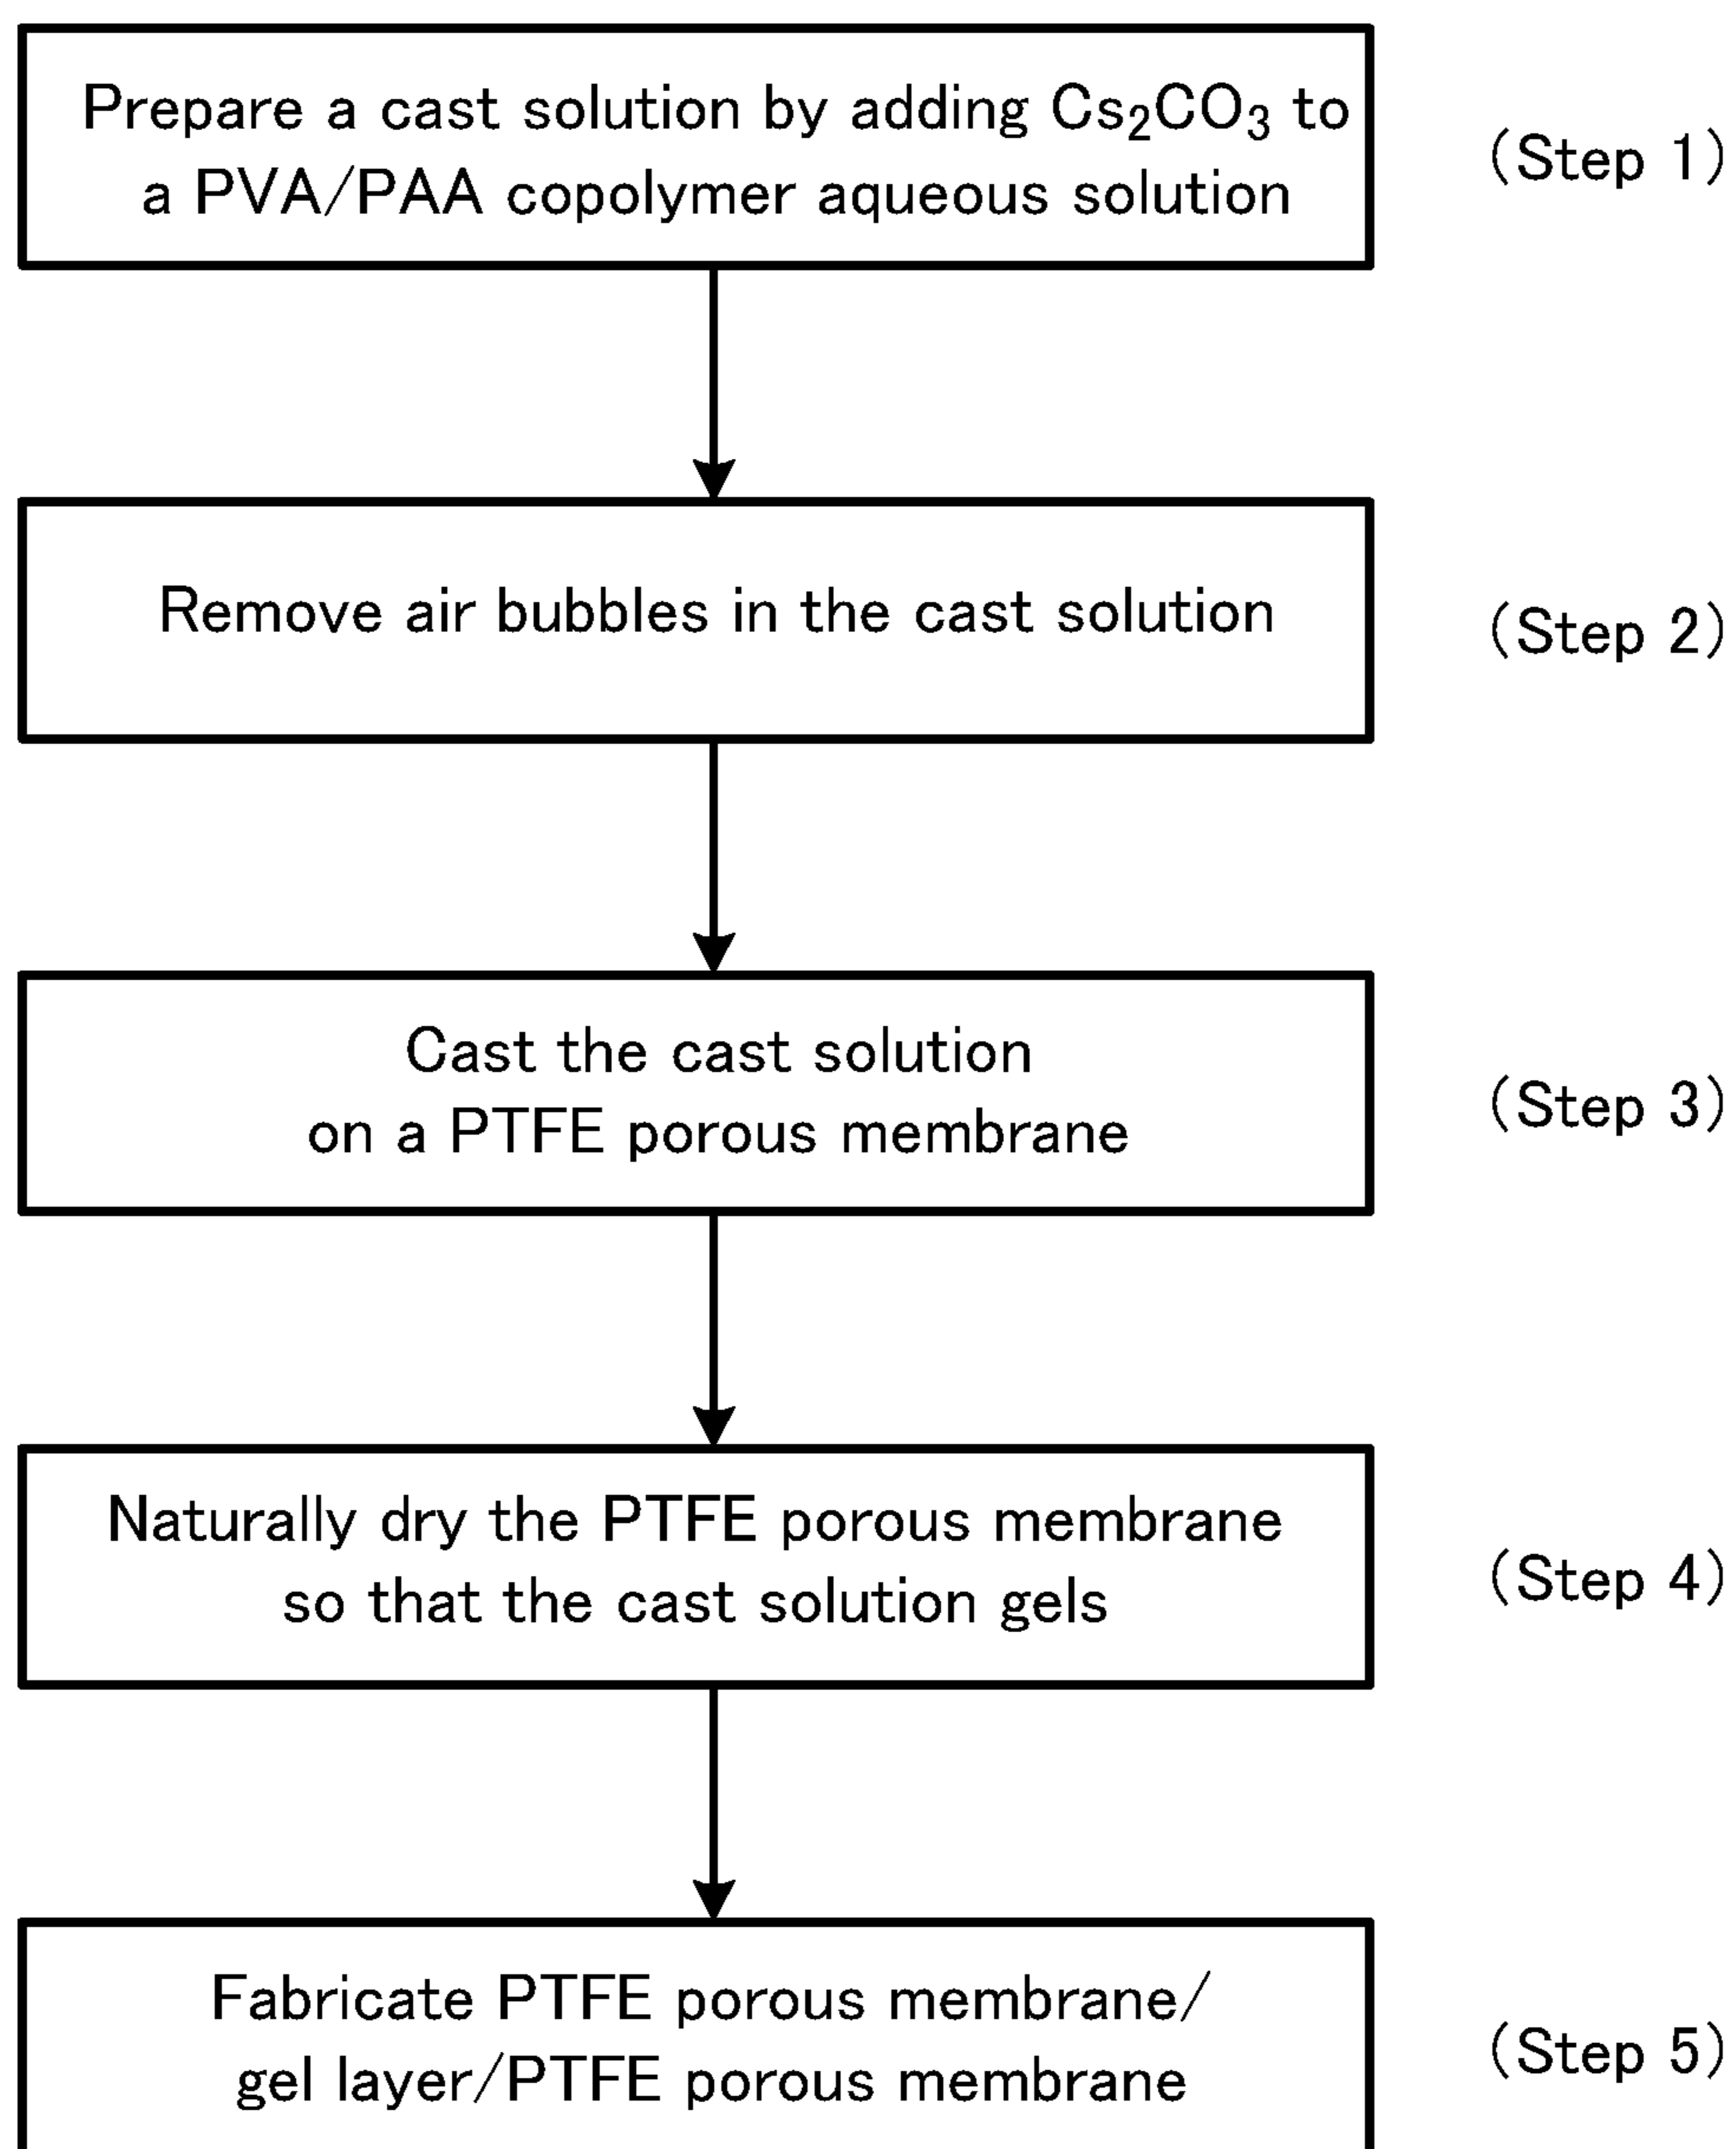 Prepare a cast solution by adding Cs₂CO₃ to
a PVA/PAA copolymer aqueous solution
(Step 1)
Remove air bubbles in the cast solution
(Step 2)
Cast the cast solution
on a PTFE porous membrane
(Step 3)
Naturally dry the PTFE porous membrane
so that the cast solution gels
(Step 4)
Fabricate PTFE porous membrane/
gel layer/PTFE porous membrane
(Step 5)